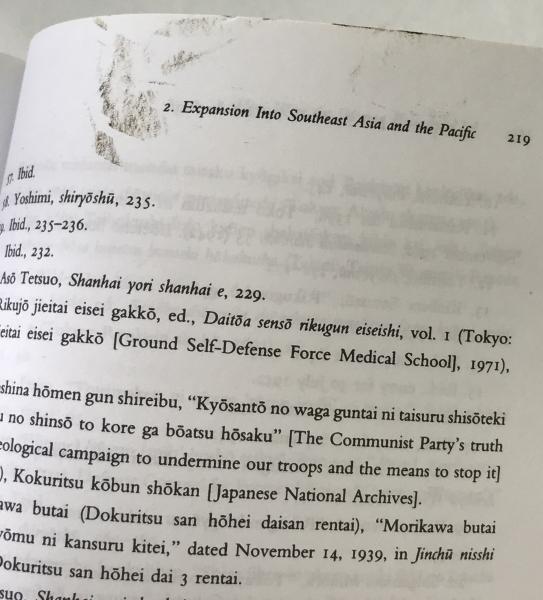 2. Expansion Into Southeast Asia and the Pacific 219
57. Ibid.
58. Yoshimi, shiryōshū, 235.
Ibid., 235–236.
Ibid., 232.
Asō Tetsuo, Shanhai yori shanhai e, 229.
Rikujō jieitai eisei gakkō, ed., Daitōa sensō rikugun eiseishi, vol. 1 (Tokyo:
eitai eisei gakkō [Ground Self-Defense Force Medical School], 1971),
shina hōmen gun shireibu, “Kyōsantō no waga guntai ni taisuru shisōteki
no shinsō to kore ga bōatsu hōsaku” [The Communist Party’s truth
eological campaign to undermine our troops and the means to stop it]
), Kokuritsu kōbun shōkan [Japanese National Archives].
awa butai (Dokuritsu san hōhei daisan rentai), “Morikawa butai
yōmu ni kansuru kitei,” dated November 14, 1939, in Jinchū nisshi
Dokuritsu san hōhei dai 3 rentai.